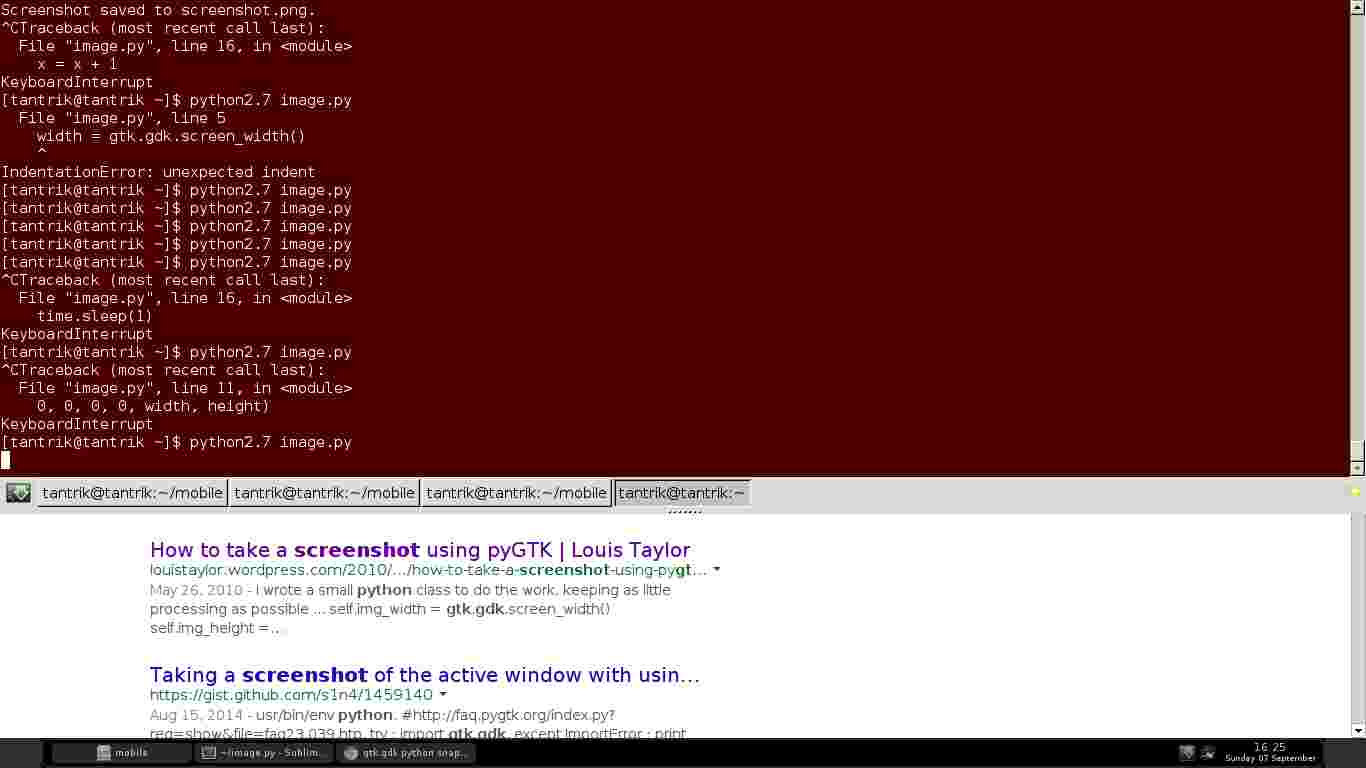 Screenshot saved to screenshot.png.
^CTraceback (most recent call last):
  File "image.py", line 16, in <module>
    x = x + 1
KeyboardInterrupt
[tantrik@tantrik ~]$ python2.7 image.py
  File "image.py", line 5
    width = gtk.gdk.screen_width()
    ^
IndentationError: unexpected indent
[tantrik@tantrik ~]$ python2.7 image.py
[tantrik@tantrik ~]$ python2.7 image.py
[tantrik@tantrik ~]$ python2.7 image.py
[tantrik@tantrik ~]$ python2.7 image.py
[tantrik@tantrik ~]$ python2.7 image.py
^CTraceback (most recent call last):
  File "image.py", line 16, in <module>
    time.sleep(1)
KeyboardInterrupt
[tantrik@tantrik ~]$ python2.7 image.py
^CTraceback (most recent call last):
  File "image.py", line 11, in <module>
    0, 0, 0, 0, width, height)
KeyboardInterrupt
[tantrik@tantrik ~]$ python2.7 image.py
tantrik@tantrik:~/mobile tantrik@tantrik:~/mobile tantrik@tantrik:~/mobile tantrik@tantrik:~
How to take a screenshot using pyGTK | Louis Taylor
louistaylor.wordpress.com/2010/.../how-to-take-a-screenshot-using-pygt...
May 26, 2010 - I wrote a small python class to do the work, keeping as little
processing as possible ... self.img_width = gtk.gdk.screen_width()
self.img_height =...
Taking a screenshot of the active window with usin...
https://gist.github.com/s1n4/1459140
Aug 15, 2014 - usr/bin/env python. #http://faq.pygtk.org/index.py?
req=show&file=faq23.039.htp. try : import gtk.gdk. except ImportError : print
mobile ~/image.py - Sublim... gtk.gdk python snap... 16:25
Sunday 07 September